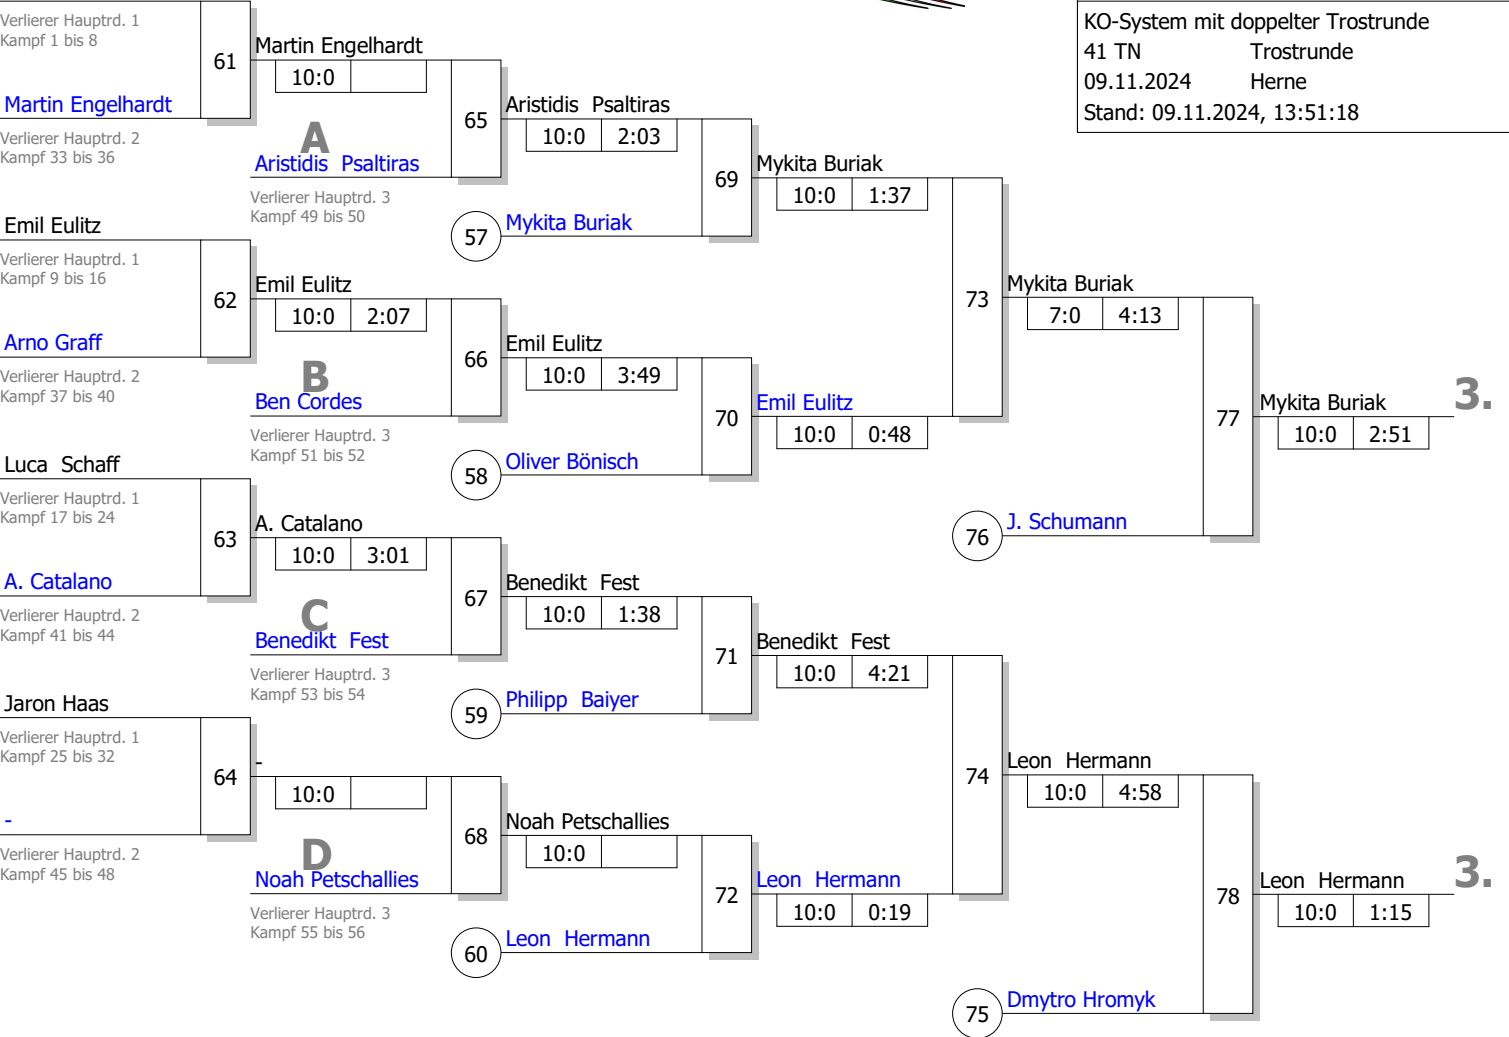 KO-System mit doppelter Trostrunde
41 TN Trostrunde
09.11.2024 Herne
Stand: 09.11.2024, 13:51:18
Verlierer Hauptrd. 1
Kampf 1 bis 8
61
Martin Engelhardt
10:0
Martin Engelhardt
Verlierer Hauptrd. 2
Kampf 33 bis 36
A
Aristidis Psaltiras
Verlierer Hauptrd. 3
Kampf 49 bis 50
65
Aristidis Psaltiras
10:0 2:03
57
Mykita Buriak
69
Mykita Buriak
10:0 1:37
Emil Eulitz
Verlierer Hauptrd. 1
Kampf 9 bis 16
62
Emil Eulitz
10:0 2:07
Arno Graff
Verlierer Hauptrd. 2
Kampf 37 bis 40
B
Ben Cordes
Verlierer Hauptrd. 3
Kampf 51 bis 52
66
Emil Eulitz
10:0 3:49
58
Oliver Bönisch
70
Emil Eulitz
10:0 0:48
73
Mykita Buriak
7:0 4:13
76
J. Schumann
77
Mykita Buriak
10:0 2:51
3.
Luca Schaff
Verlierer Hauptrd. 1
Kampf 17 bis 24
63
A. Catalano
10:0 3:01
A. Catalano
Verlierer Hauptrd. 2
Kampf 41 bis 44
C
Benedikt Fest
Verlierer Hauptrd. 3
Kampf 53 bis 54
67
Benedikt Fest
10:0 1:38
59
Philipp Baiyer
71
Benedikt Fest
10:0 4:21
Jaron Haas
Verlierer Hauptrd. 1
Kampf 25 bis 32
64
-
10:0
-
Verlierer Hauptrd. 2
Kampf 45 bis 48
D
Noah Petschallies
Verlierer Hauptrd. 3
Kampf 55 bis 56
68
Noah Petschallies
10:0
60
Leon Hermann
72
Leon Hermann
10:0 0:19
74
Leon Hermann
10:0 4:58
75
Dmytro Hromyk
78
Leon Hermann
10:0 1:15
3.